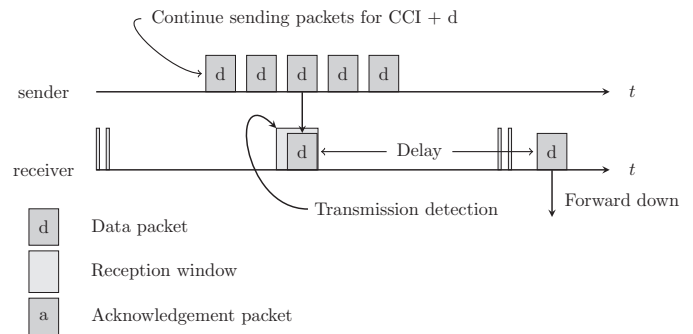 Continue sending packets for CCI + d
d d d d d
sender t
d Delay d
receiver t
Transmission detection
Forward down
d Data packet
Reception window
a Acknowledgement packet